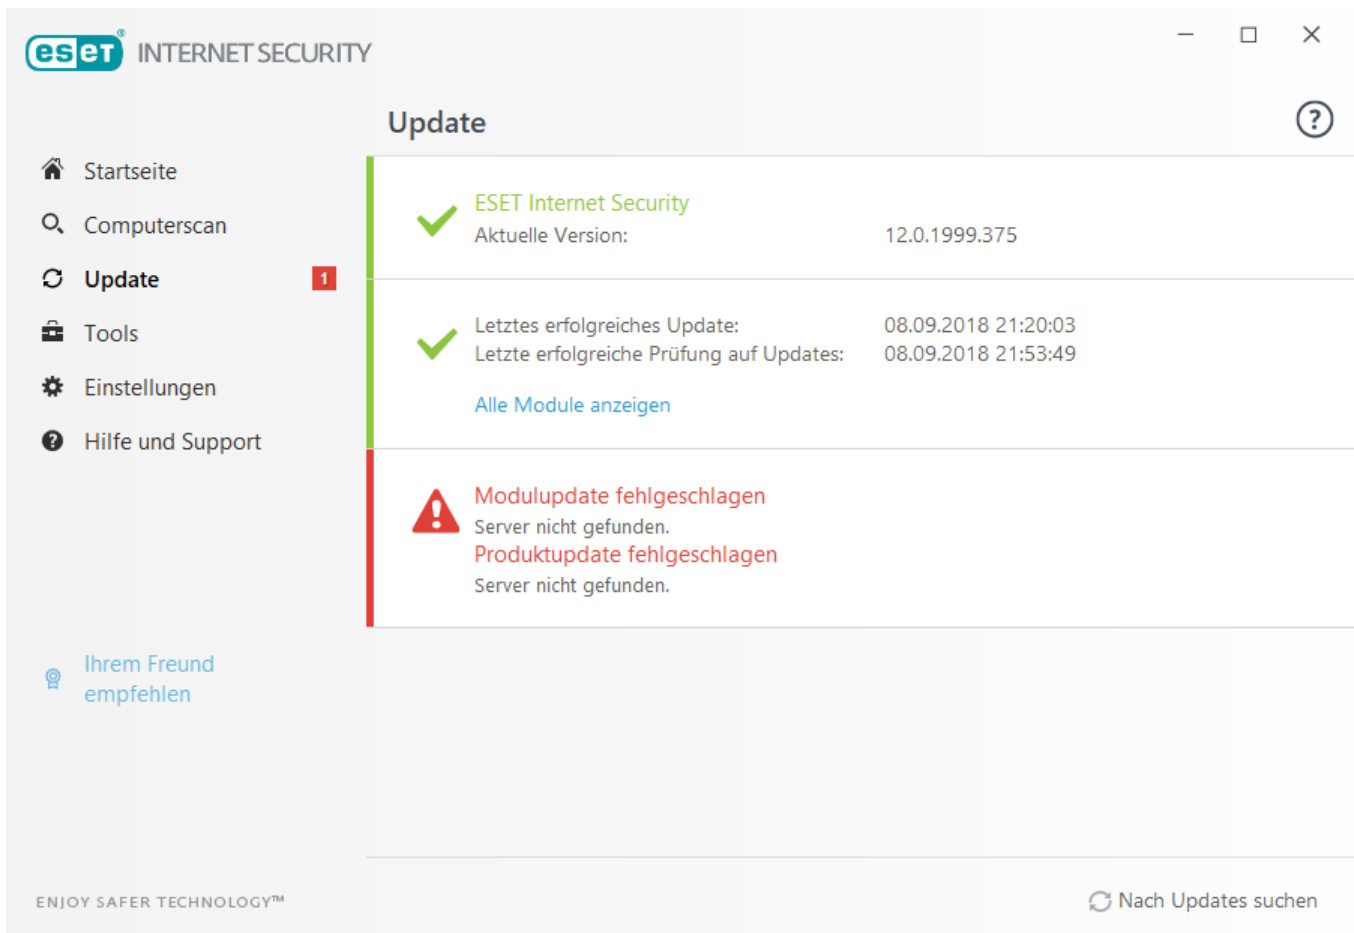 eset® INTERNET SECURITY
Update
Startseite
Computerscan
Update 1
Tools
Einstellungen
Hilfe und Support
Ihrem Freund
empfehlen
ESET Internet Security
Aktuelle Version: 12.0.1999.375
Letztes erfolgreiches Update: 08.09.2018 21:20:03
Letzte erfolgreiche Prüfung auf Updates: 08.09.2018 21:53:49
Alle Module anzeigen
Modulupdate fehlgeschlagen
Server nicht gefunden.
Produktupdate fehlgeschlagen
Server nicht gefunden.
ENJOY SAFER TECHNOLOGY™
Nach Updates suchen